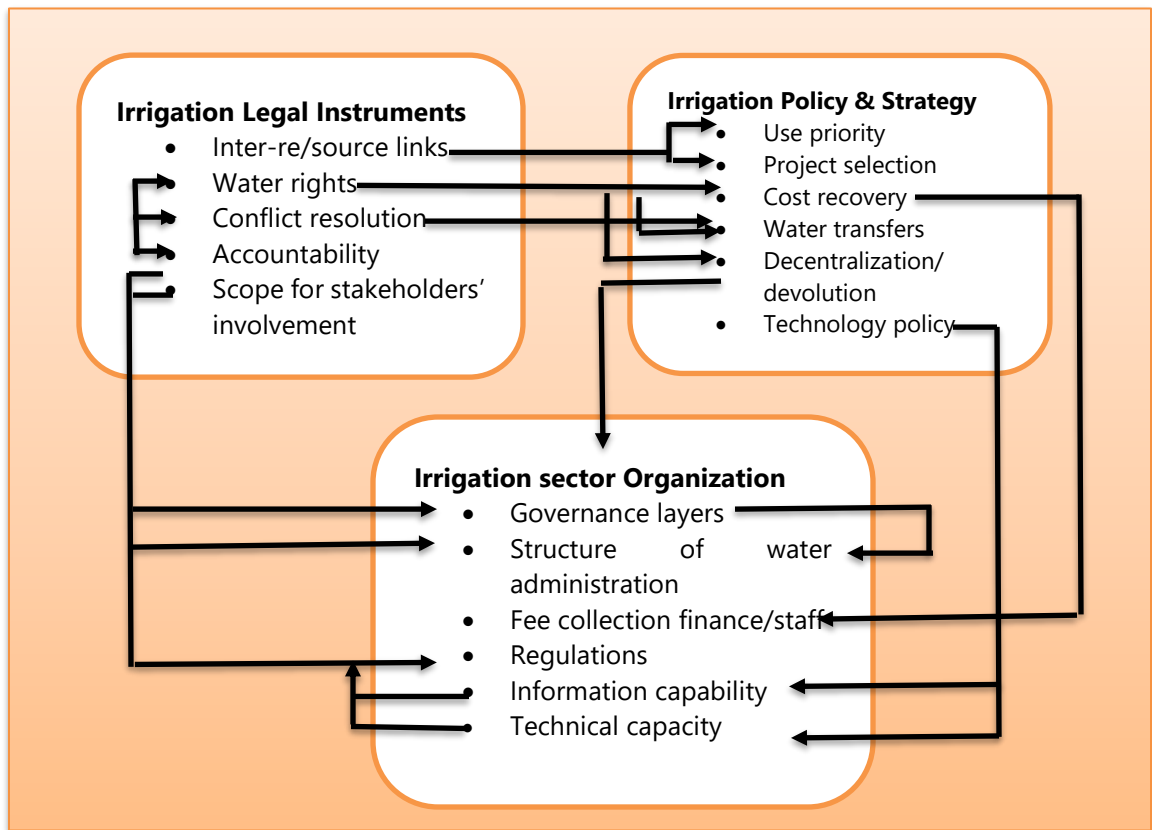 Irrigation Legal Instruments
• Inter-re/source links
• Water rights
• Conflict resolution
• Accountability
• Scope for stakeholders’
involvement
Irrigation Policy & Strategy
• Use priority
• Project selection
• Cost recovery
• Water transfers
• Decentralization/
devolution
• Technology policy
Irrigation sector Organization
• Governance layers
• Structure of water
administration
• Fee collection finance/staff
• Regulations
• Information capability
• Technical capacity